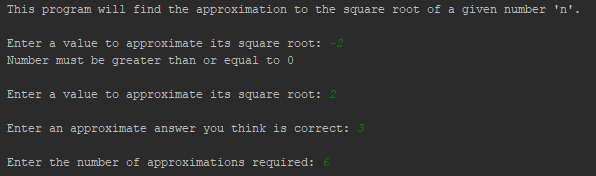 This program will find the approximation to the square root of a given number 'n'.
Enter a value to approximate its square root: -2
Number must be greater than or equal to 0
Enter a value to approximate its square root: 2
Enter an approximate answer you think is correct: 3
Enter the number of approximations required: 6